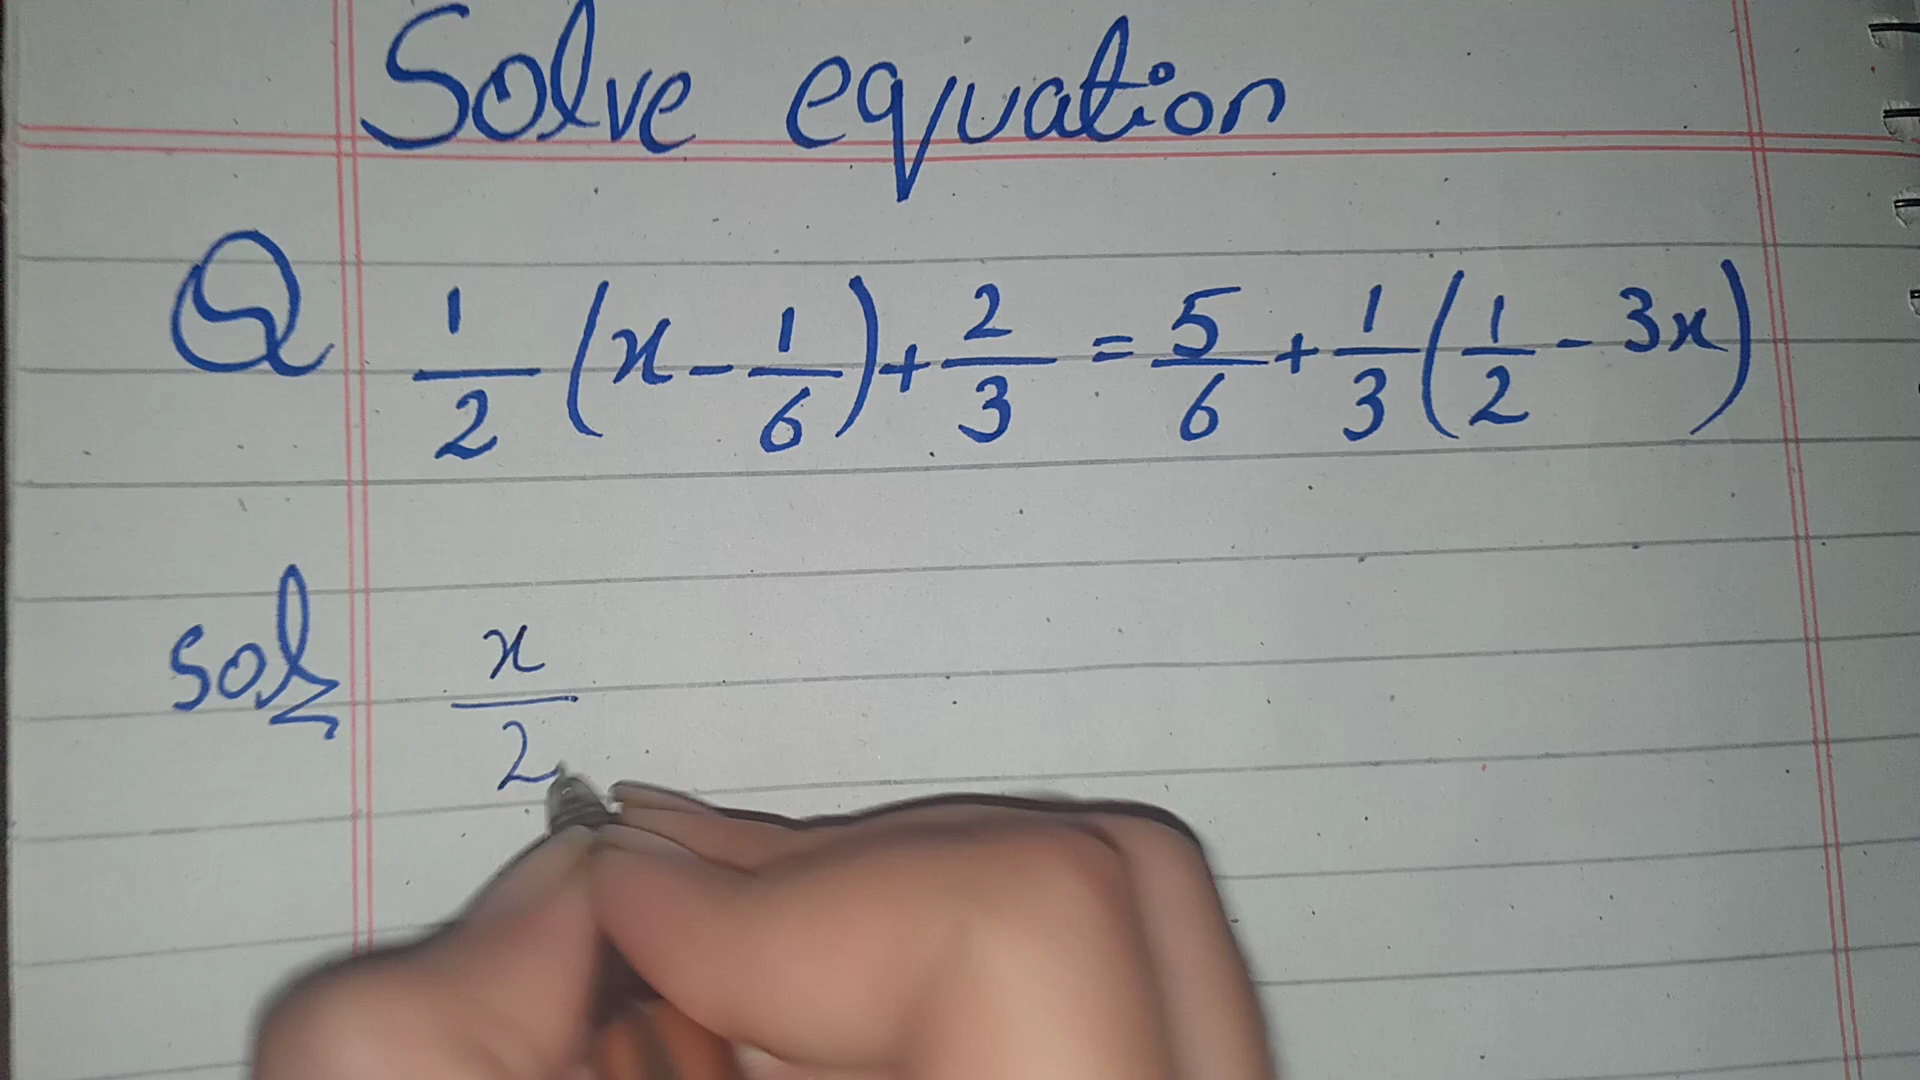 Solve equation
Q 1/2 (x - 1/6) + 2/3 = 5/6 + 1/3 (1/2 - 3x)
Sol x/2